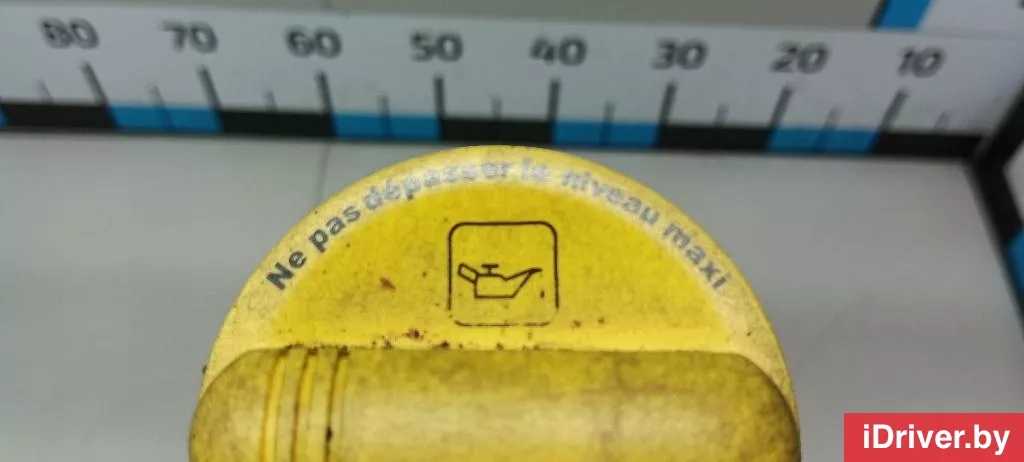 80 70 60 50 40 30 20 10
Ne pas dépasser le niveau maxi
iDriver.by